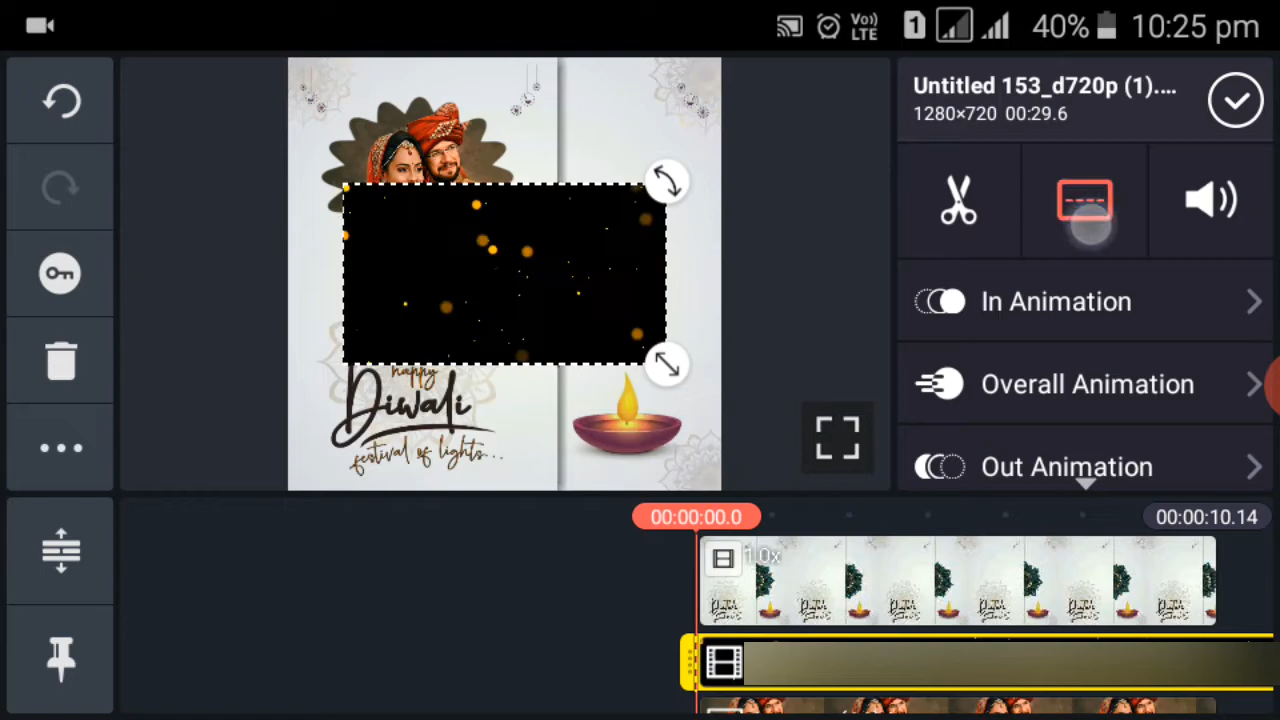 Vo))
LTE
1
40%
10:25 pm
Untitled 153_d720p (1)....
1280×720 00:29.6
In Animation
Overall Animation
Out Animation
happy
Diwali
festival of lights...
00:00:00.0
00:00:10.14
1.0x